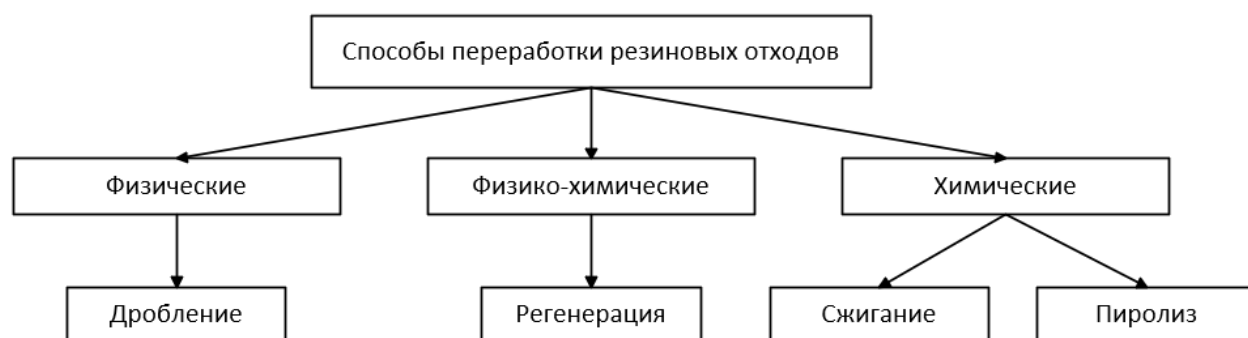 Способы переработки резиновых отходов
Физические
Физико-химические
Химические
Дробление
Регенерация
Сжигание
Пиролиз